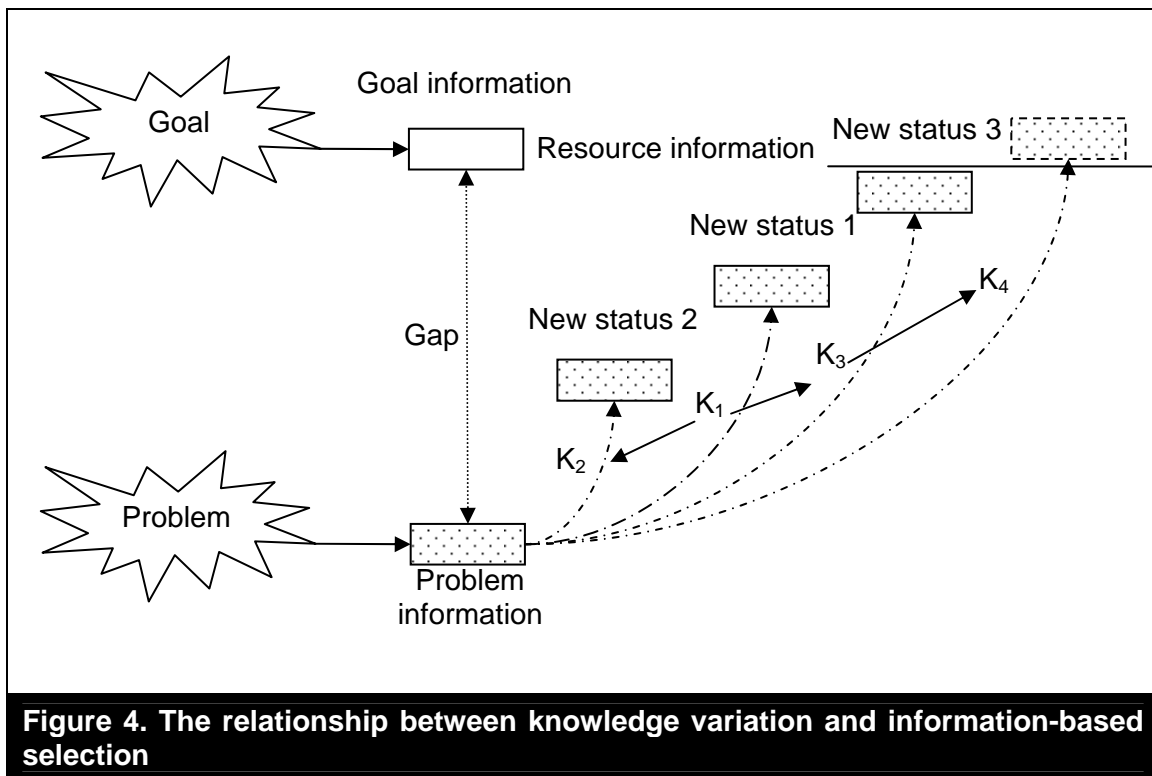 Goal information
Goal
Resource information
New status 3
New status 1
New status 2
Gap
K₄
K₃
K₁
K₂
Problem
Problem
information
Figure 4. The relationship between knowledge variation and information-based
selection